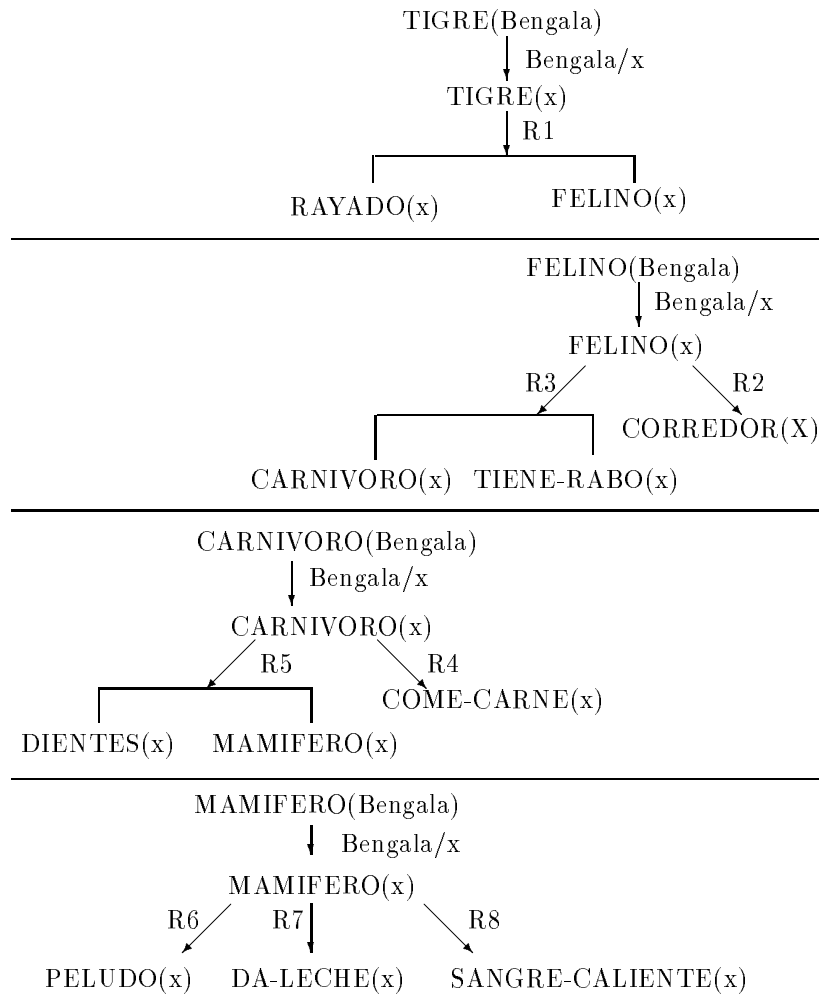 TIGRE(Bengala)
Bengala/x
TIGRE(x)
R1
RAYADO(x) FELINO(x)
FELINO(Bengala)
Bengala/x
FELINO(x)
R3 R2
CORREDOR(X)
CARNIVORO(x) TIENE-RABO(x)
CARNIVORO(Bengala)
Bengala/x
CARNIVORO(x)
R5 R4
COME-CARNE(x)
DIENTES(x) MAMIFERO(x)
MAMIFERO(Bengala)
Bengala/x
MAMIFERO(x)
R6 R7 R8
PELUDO(x) DA-LECHE(x) SANGRE-CALIENTE(x)